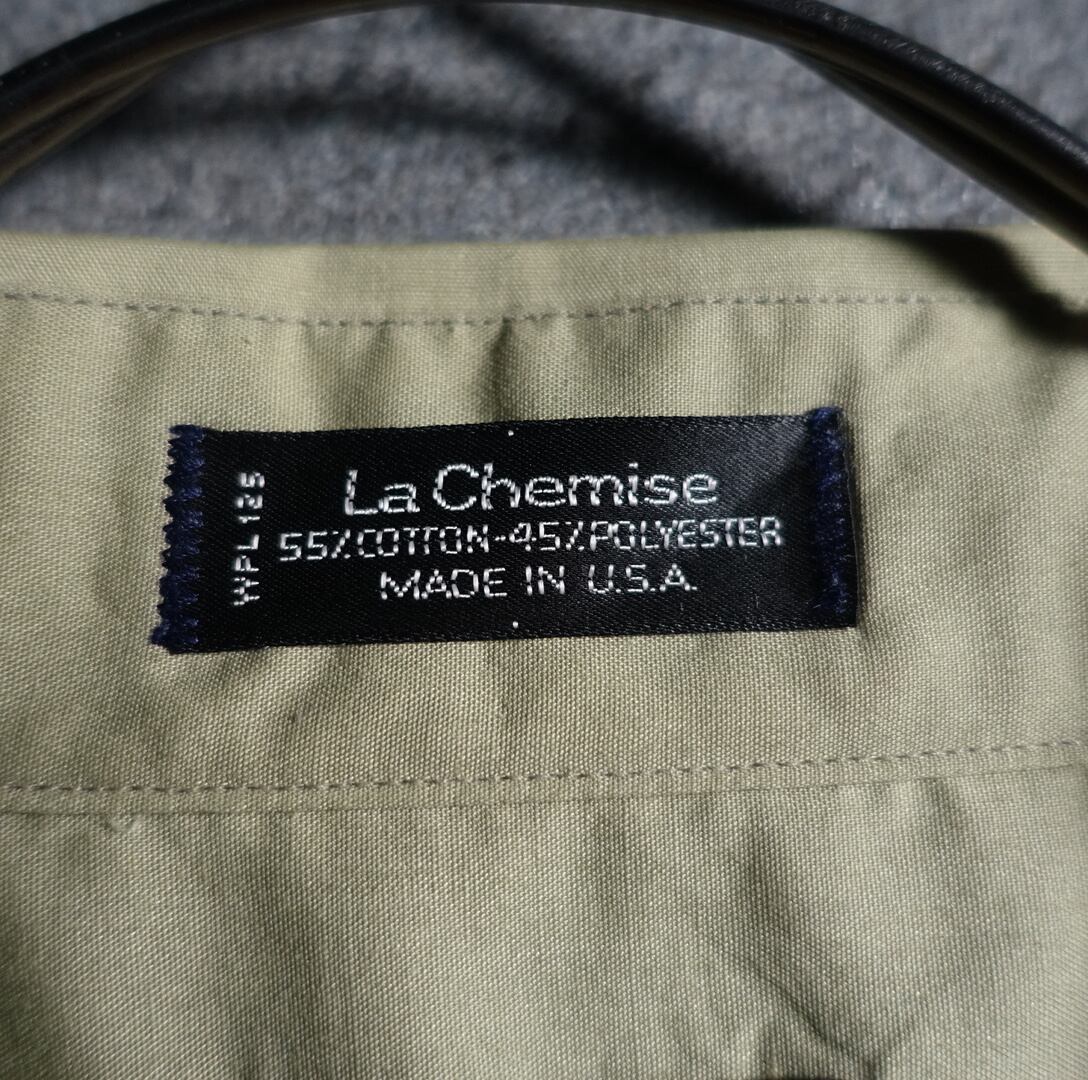 WPL 125
La Chemise
55% COTTON-45% POLYESTER
MADE IN U.S.A.